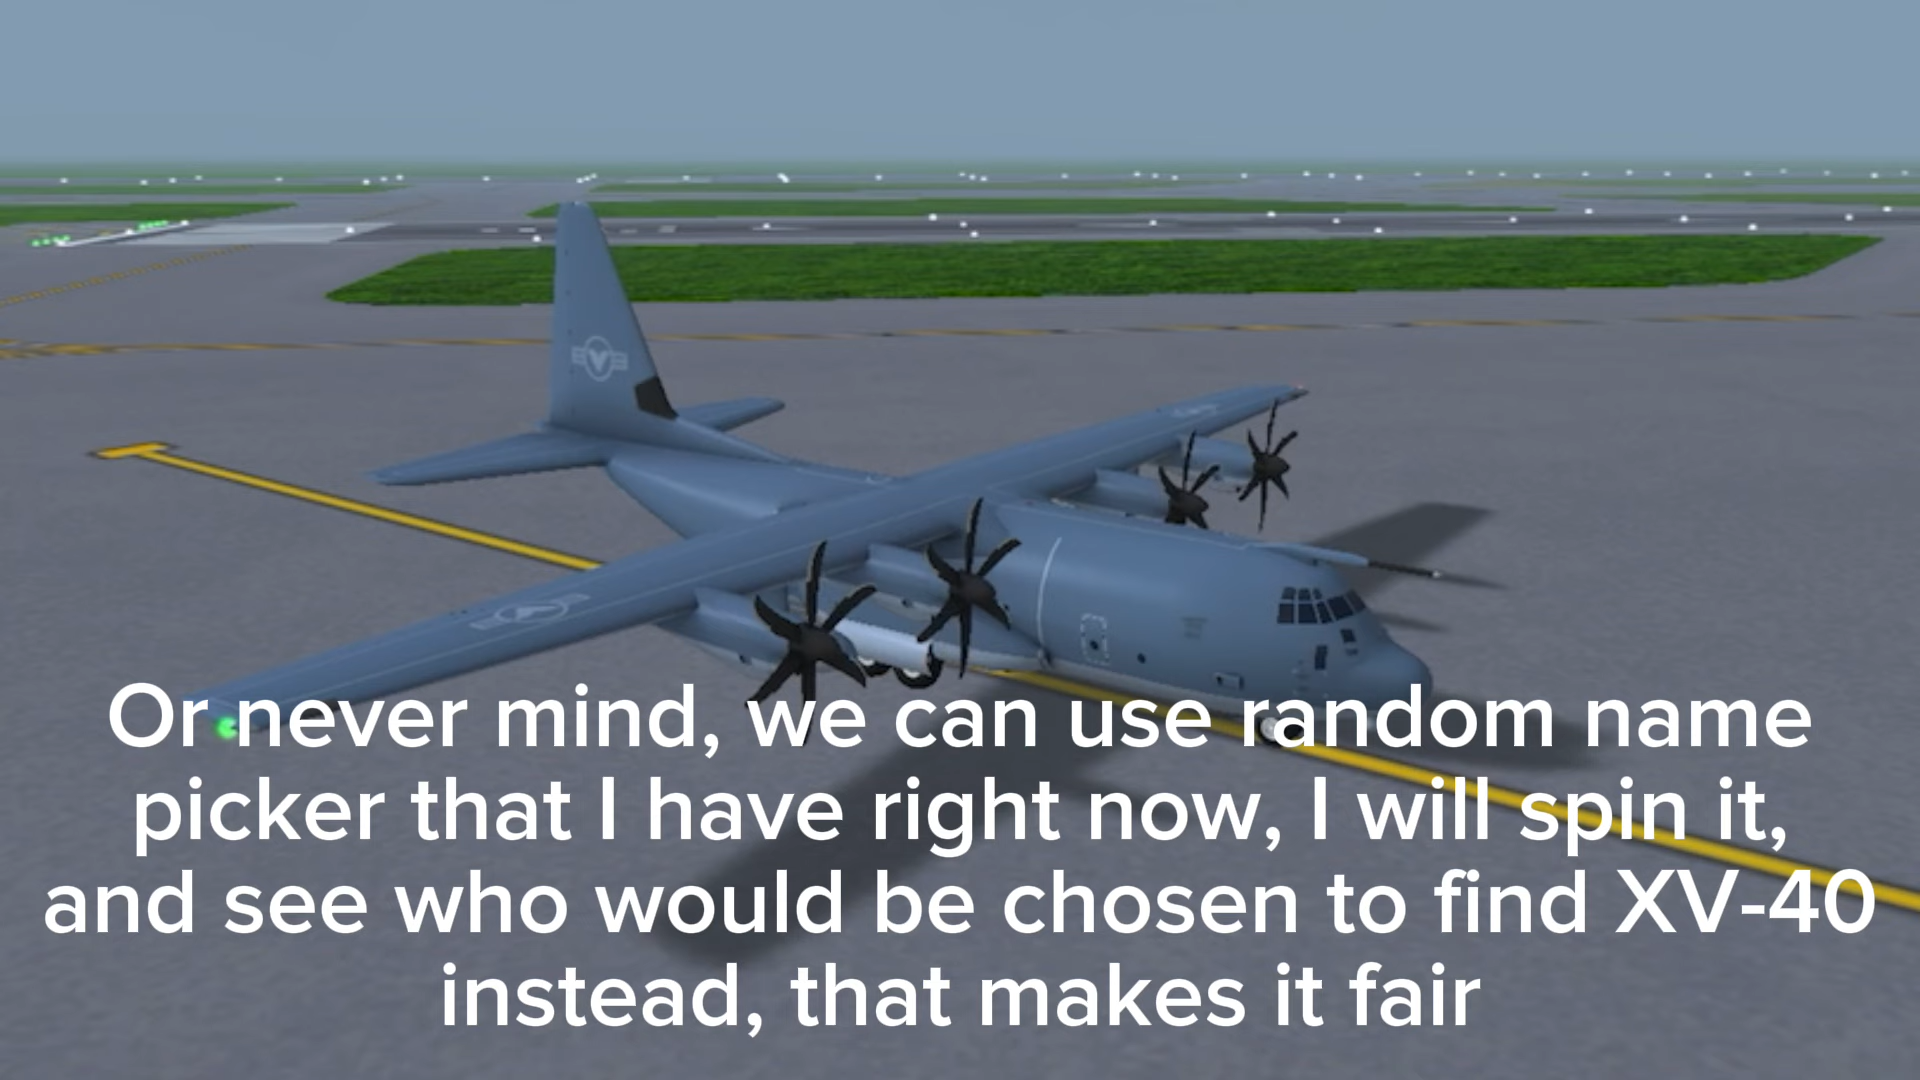 Or never mind, we can use random name
picker that I have right now, I will spin it,
and see who would be chosen to find XV-40
instead, that makes it fair